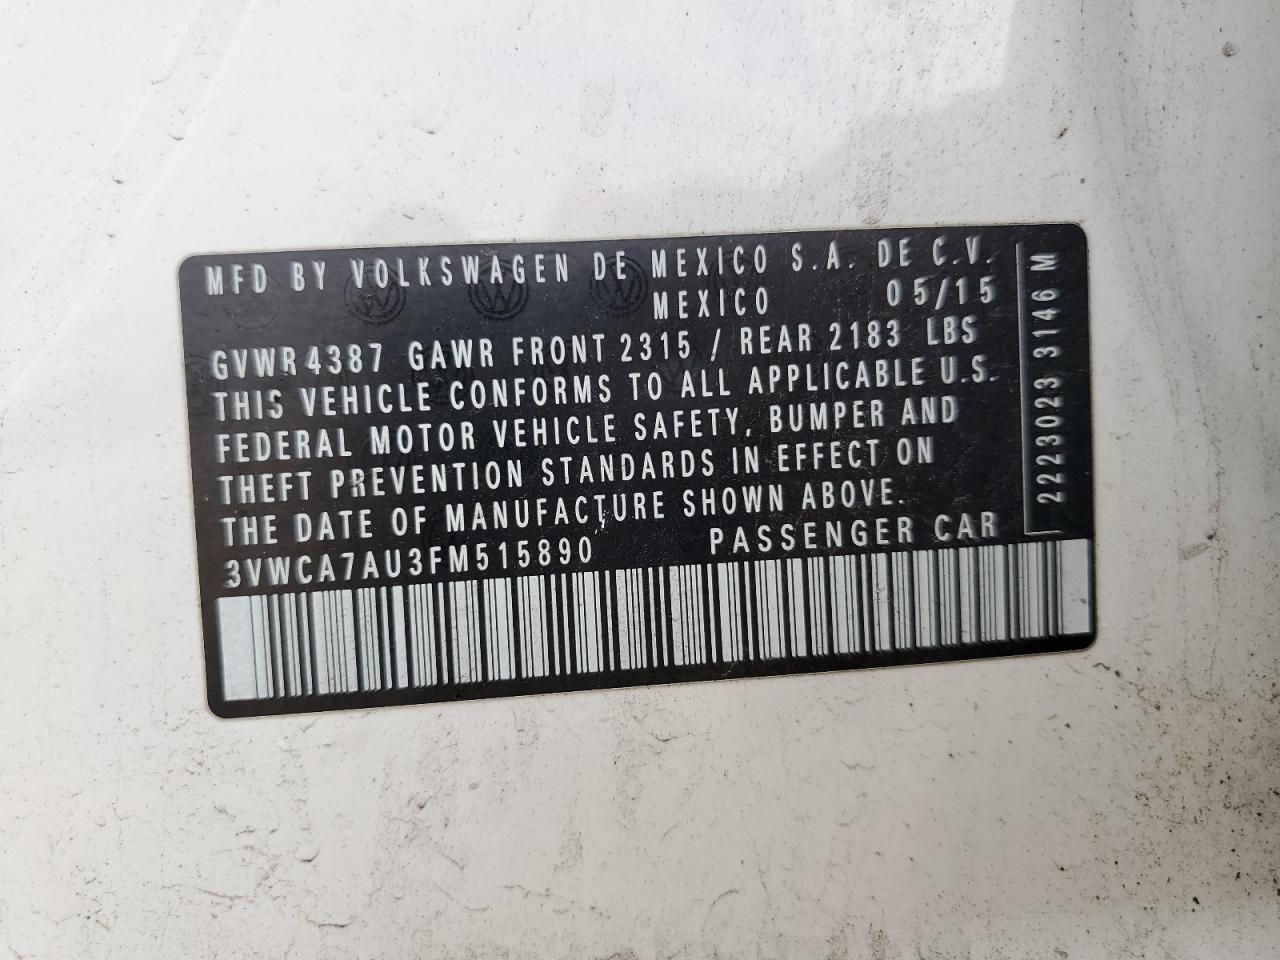 MFD BY VOLKSWAGEN DE MEXICO S.A. DE C.V.
MEXICO 05/15
GVWR 4387 GAWR FRONT 2315 / REAR 2183 LBS
THIS VEHICLE CONFORMS TO ALL APPLICABLE U.S.
FEDERAL MOTOR VEHICLE SAFETY, BUMPER AND
THEFT PREVENTION STANDARDS IN EFFECT ON
THE DATE OF MANUFACTURE SHOWN ABOVE.
3VWCA7AU3FM515890 PASSENGER CAR
2230023 3146 M